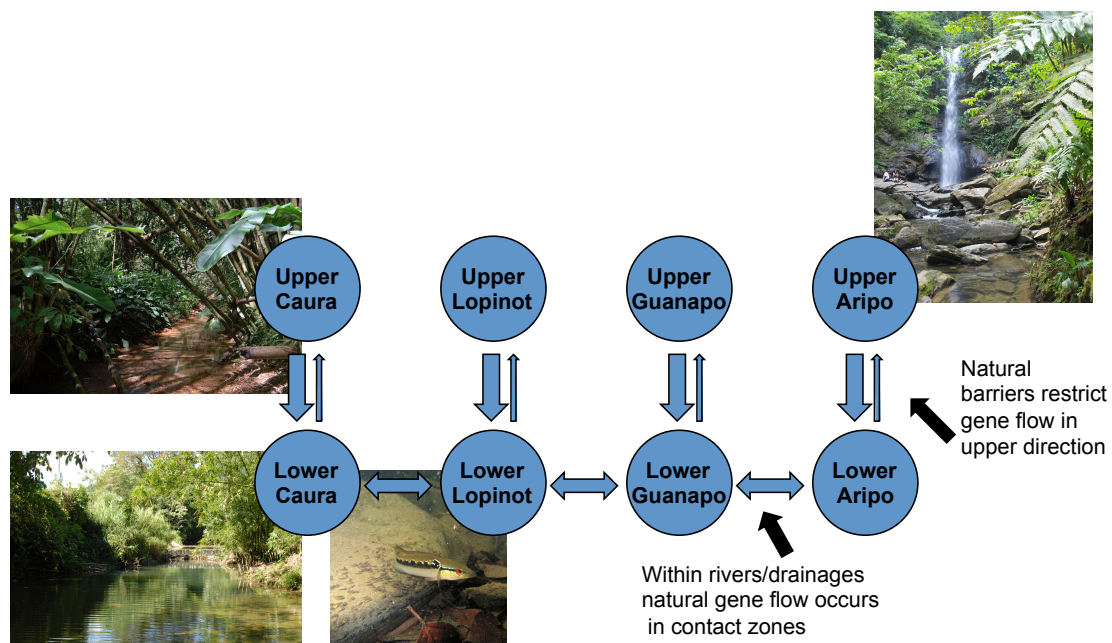 Upper
Caura
Upper
Lopinot
Upper
Guanapo
Upper
Aripo
Natural
barriers restrict
gene flow in
upper direction
Lower
Caura
Lower
Lopinot
Lower
Guanapo
Lower
Aripo
Within rivers/drainages
natural gene flow occurs
in contact zones